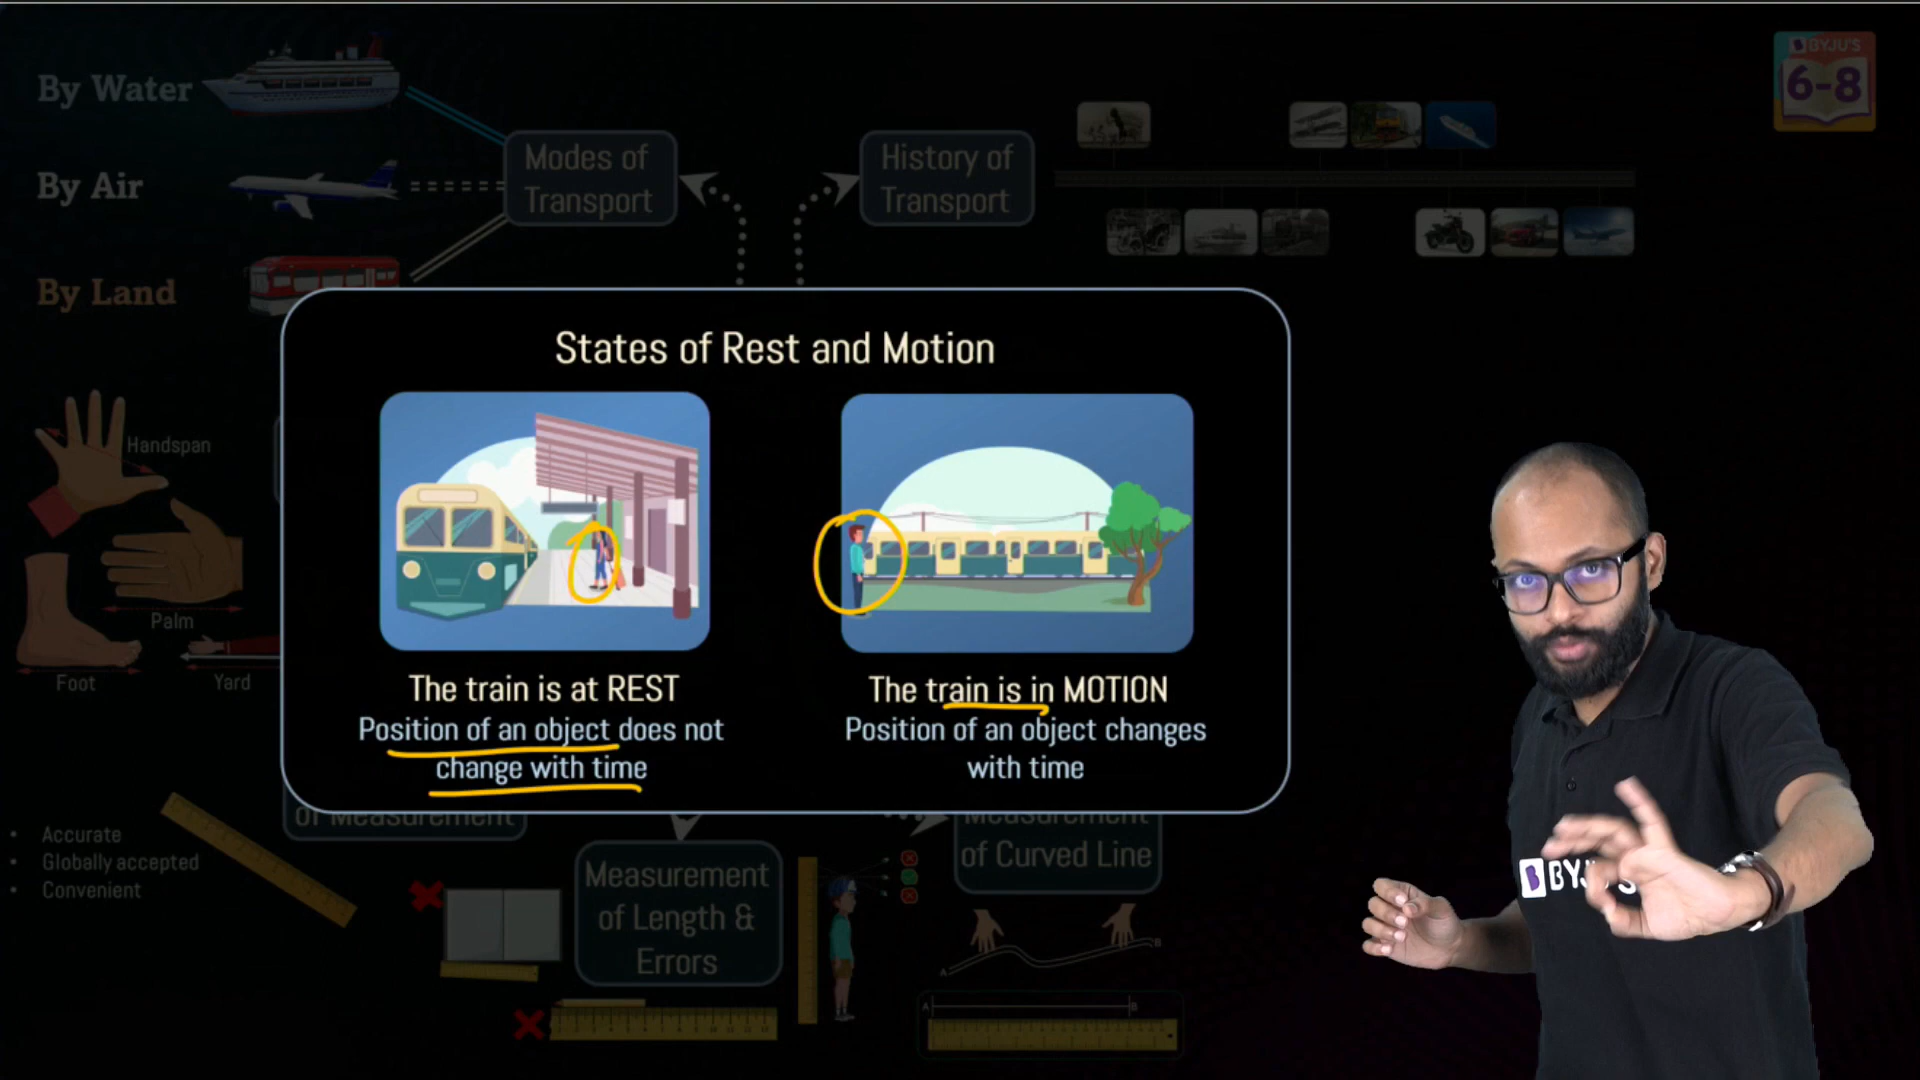 BYJU'S
6-8
By Water
By Air
By Land
Modes of
Transport
History of
Transport
States of Rest and Motion
The train is at REST
Position of an object does not
change with time
The train is in MOTION
Position of an object changes
with time
Handspan
Palm
Foot
Yard
of Measurement
• Accurate
• Globally accepted
• Convenient
Measurement
of Length &
Errors
Measurement
of Curved Line
A
B
A
B